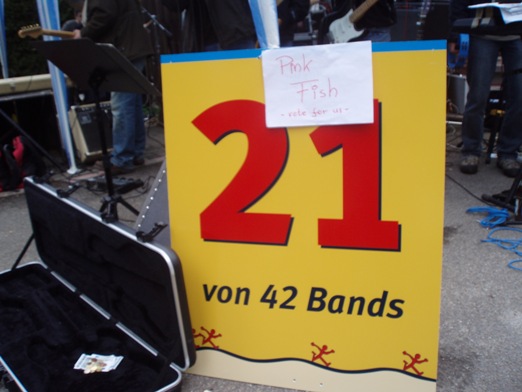 Pink
Fish
- vote for us -
21
von 42 Bands